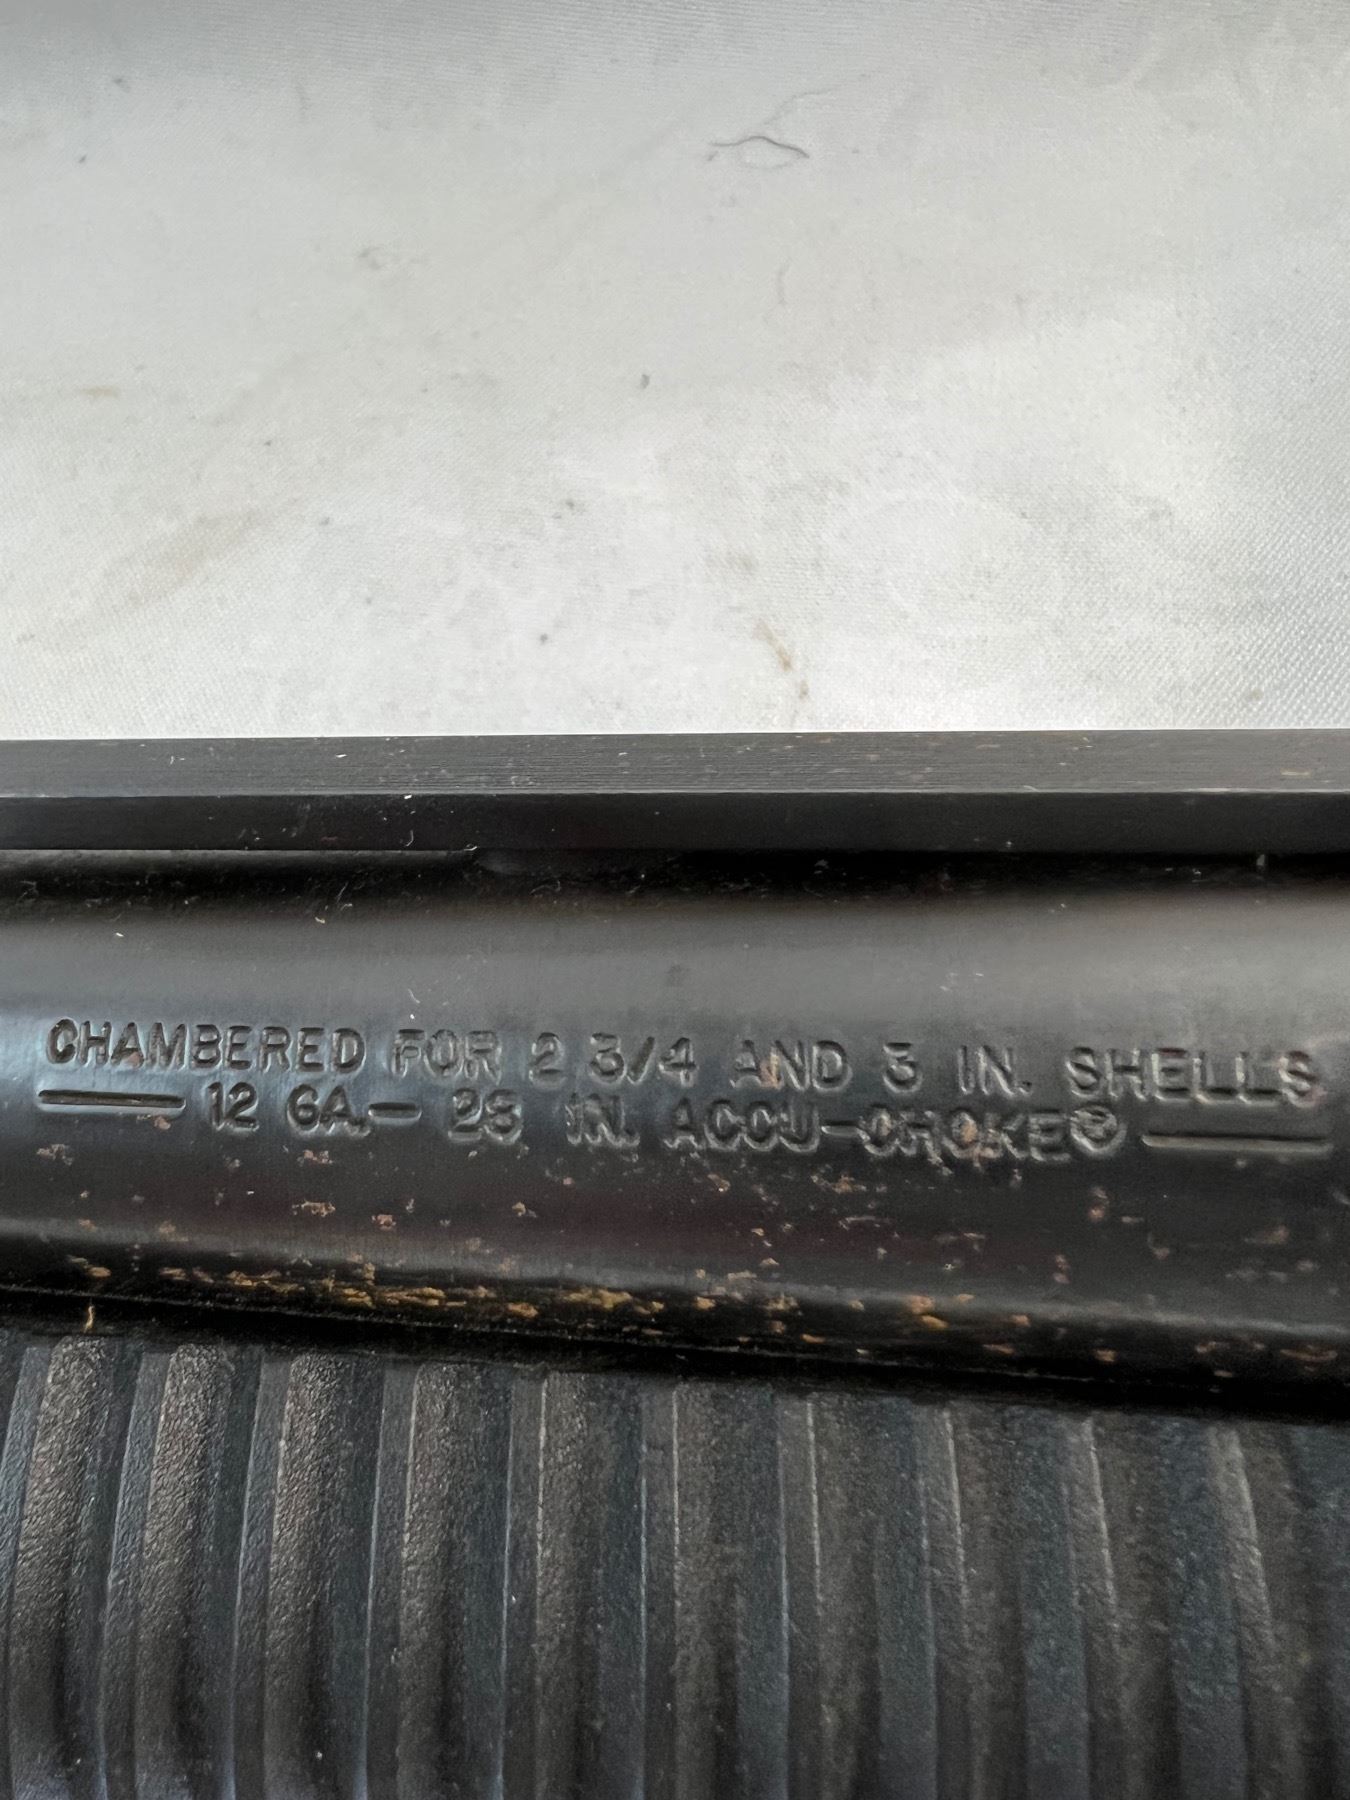 CHAMBERED FOR 2 3/4 AND 3 IN. SHELLS
— 12 GA.— 28 IN. ACCU-CHOKE® —